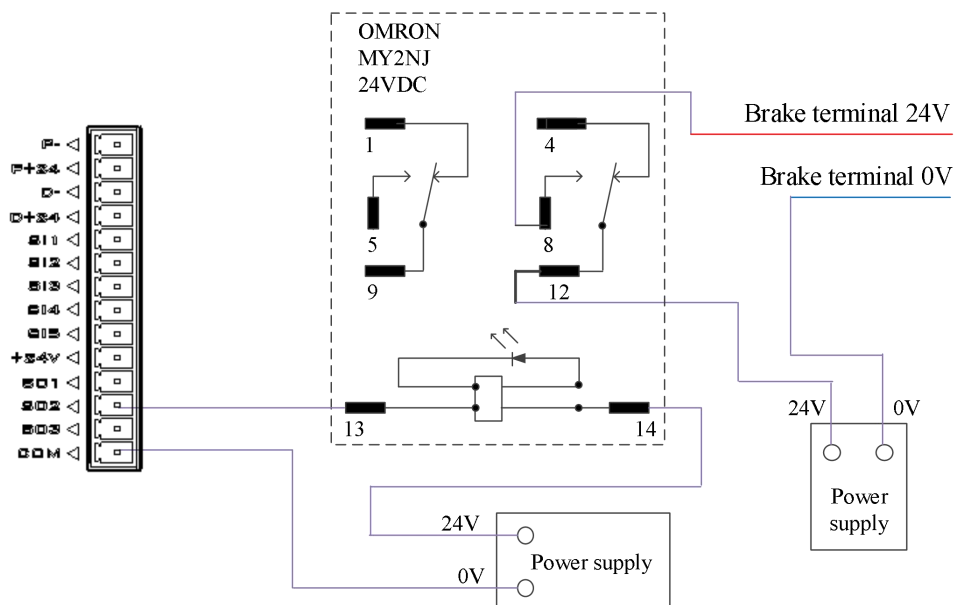 OMRON
MY2NJ
24VDC
1
5
9
4
8
12
13
14
Brake terminal 24V
Brake terminal 0V
P-
P+24
D-
D+24
SI1
SI2
SI3
SI4
SI5
+24V
SO1
SO2
SO3
COM
24V
0V
Power supply
24V
0V
Power
supply